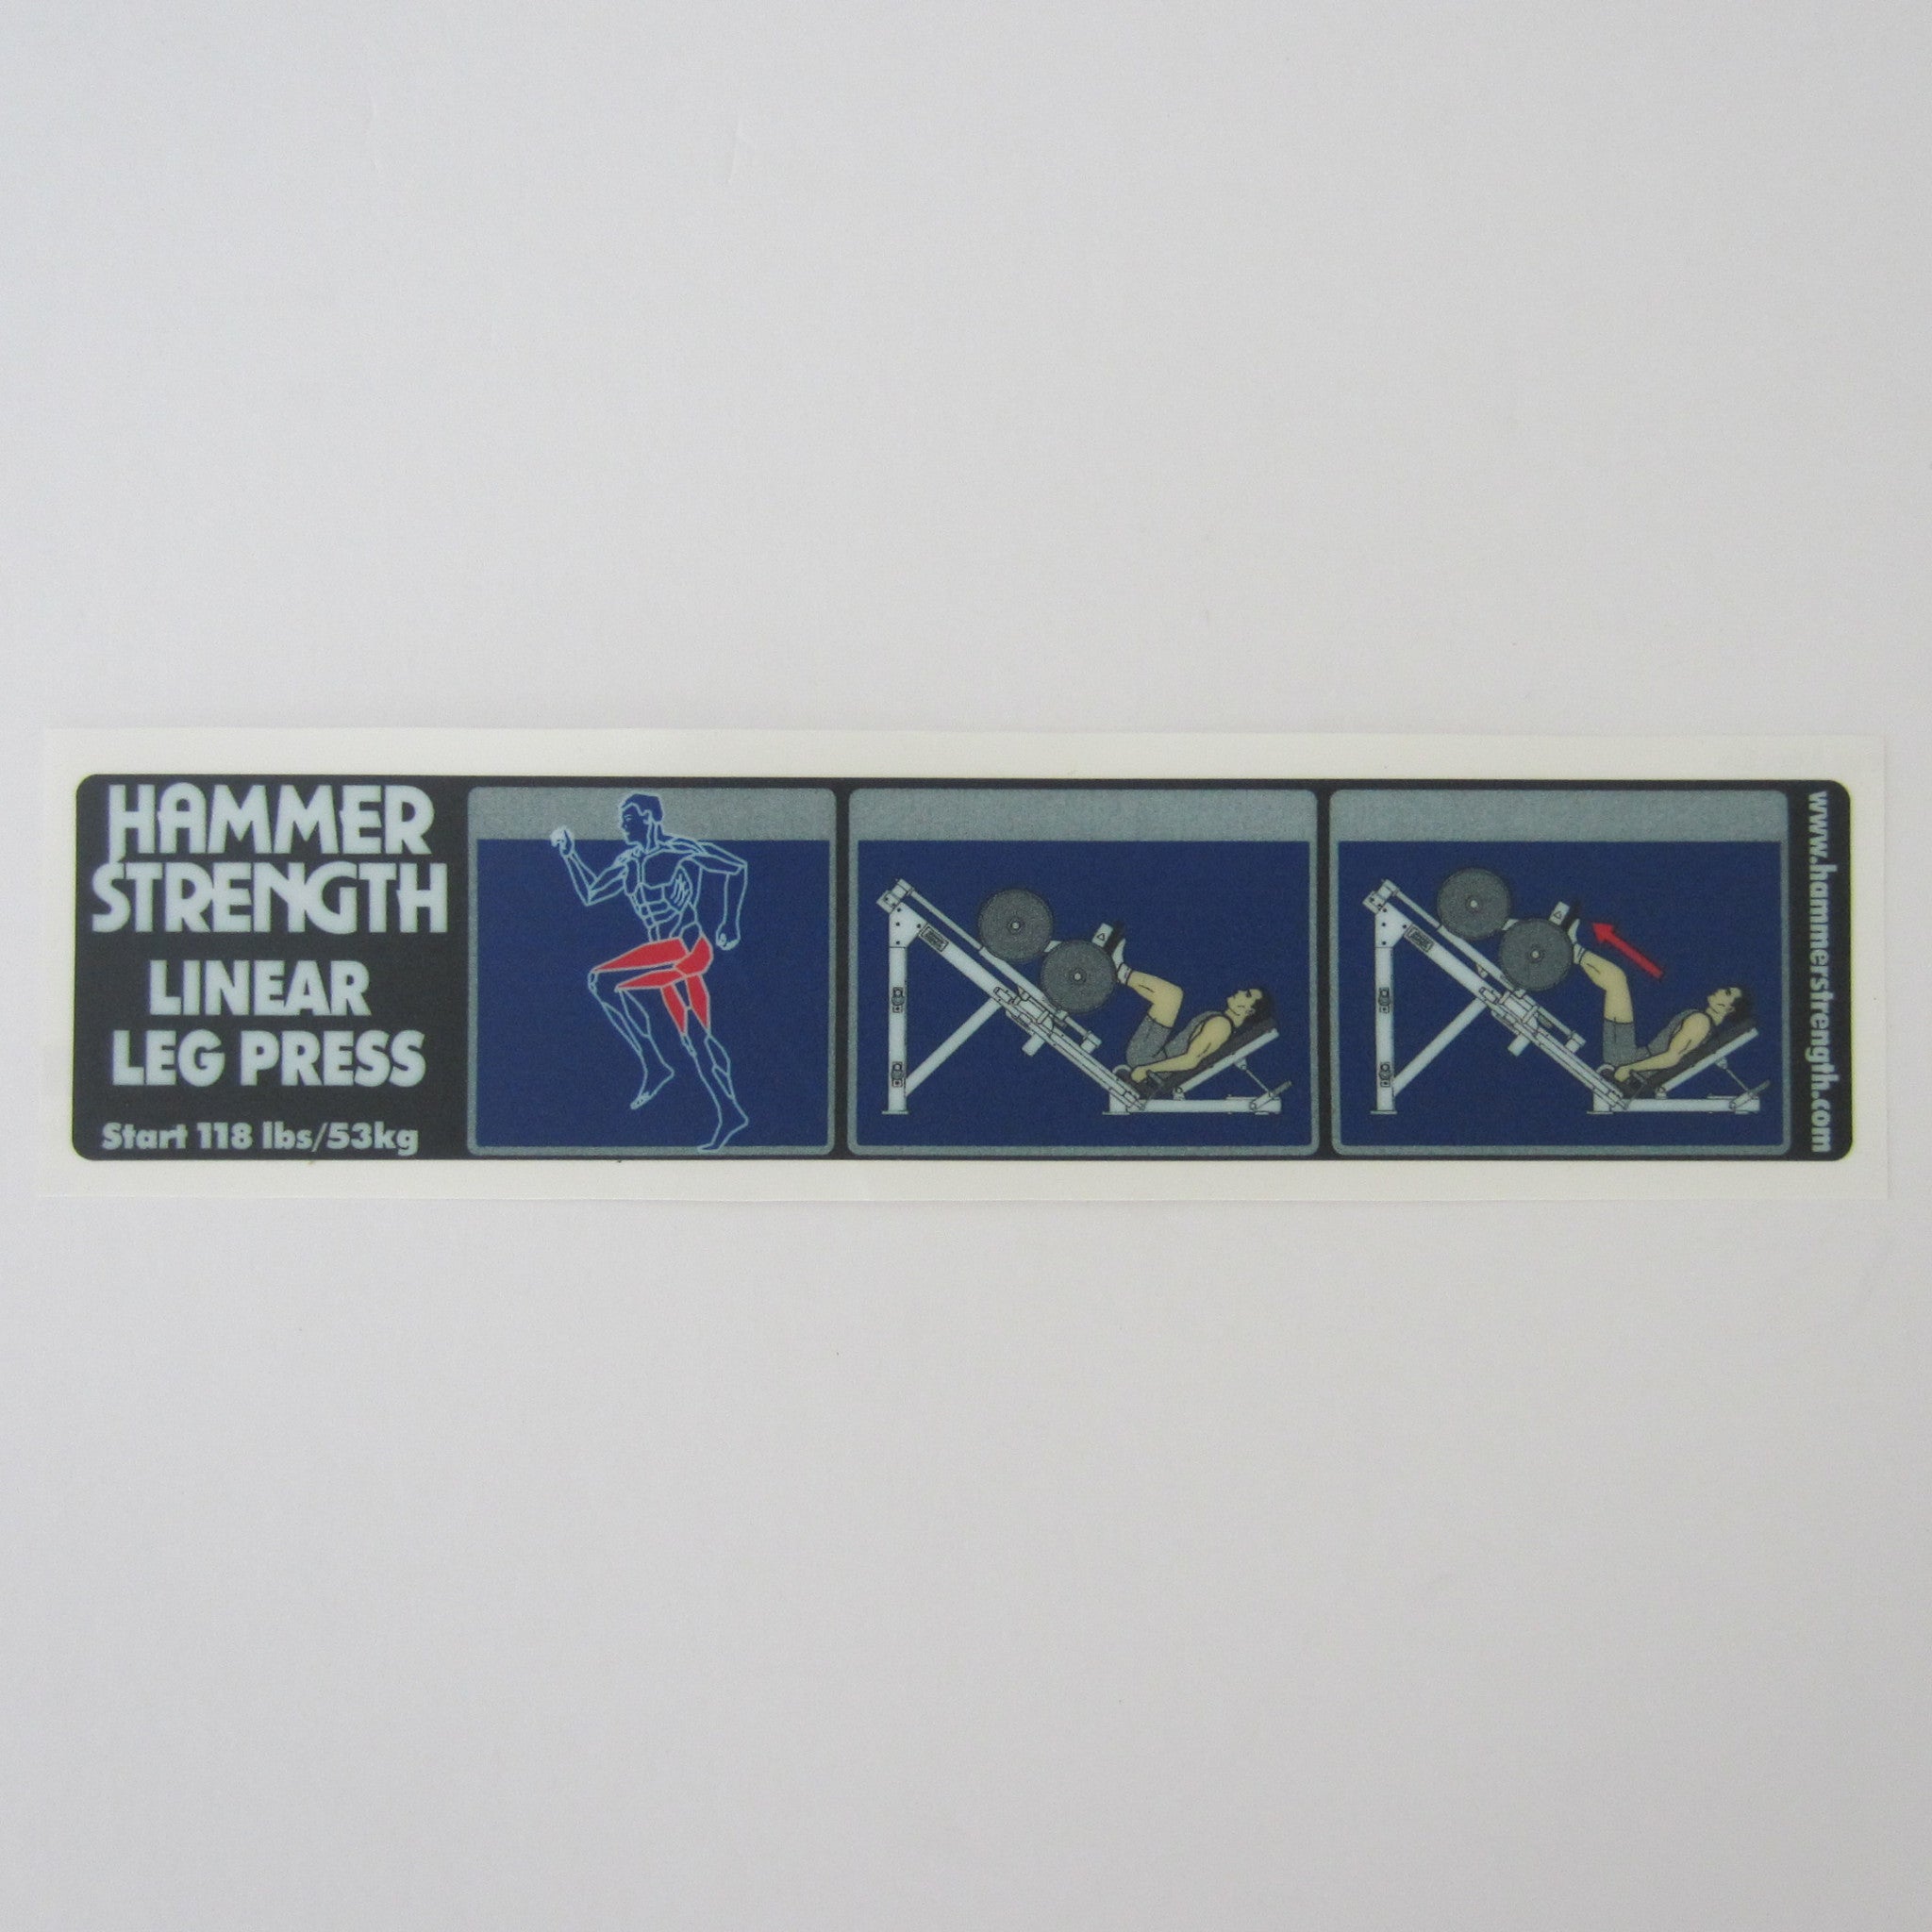 HAMMER
STRENGTH
LINEAR
LEG PRESS
Start 118 lbs/53kg
www.hammerstrength.com